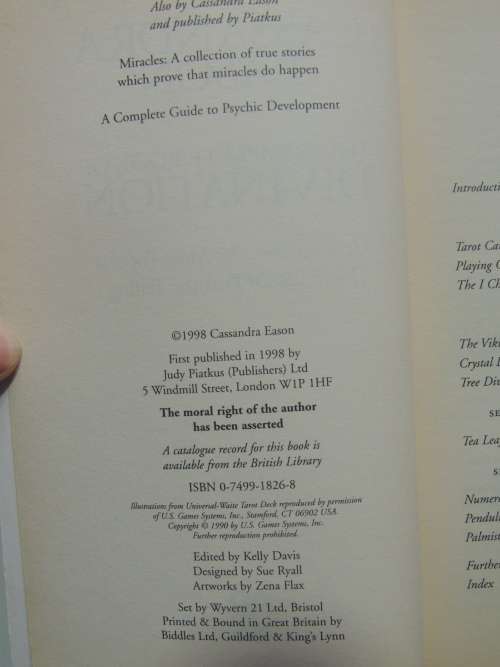 Also by Cassandra Eason
and published by Piatkus
Miracles: A collection of true stories
which prove that miracles do happen
A Complete Guide to Psychic Development
©1998 Cassandra Eason
First published in 1998 by
Judy Piatkus (Publishers) Ltd
5 Windmill Street, London W1P 1HF
The moral right of the author
has been asserted
A catalogue record for this book is
available from the British Library
ISBN 0-7499-1826-8
Illustrations from Universal-Waite Tarot Deck reproduced by permission
of U.S. Games Systems, Inc., Stamford, CT 06902 USA.
Copyright © 1990 by U.S. Games Systems, Inc.
Further reproduction prohibited.
Edited by Kelly Davis
Designed by Sue Ryall
Artworks by Zena Flax
Set by Wyvern 21 Ltd, Bristol
Printed & Bound in Great Britain by
Biddles Ltd, Guildford & King's Lynn
Introducti
Tarot Ca
Playing
The I Ch
The Vik
Crystal
Tree Di
SE
Tea Lea
S
Numer
Pendul
Palmis
Further
Index